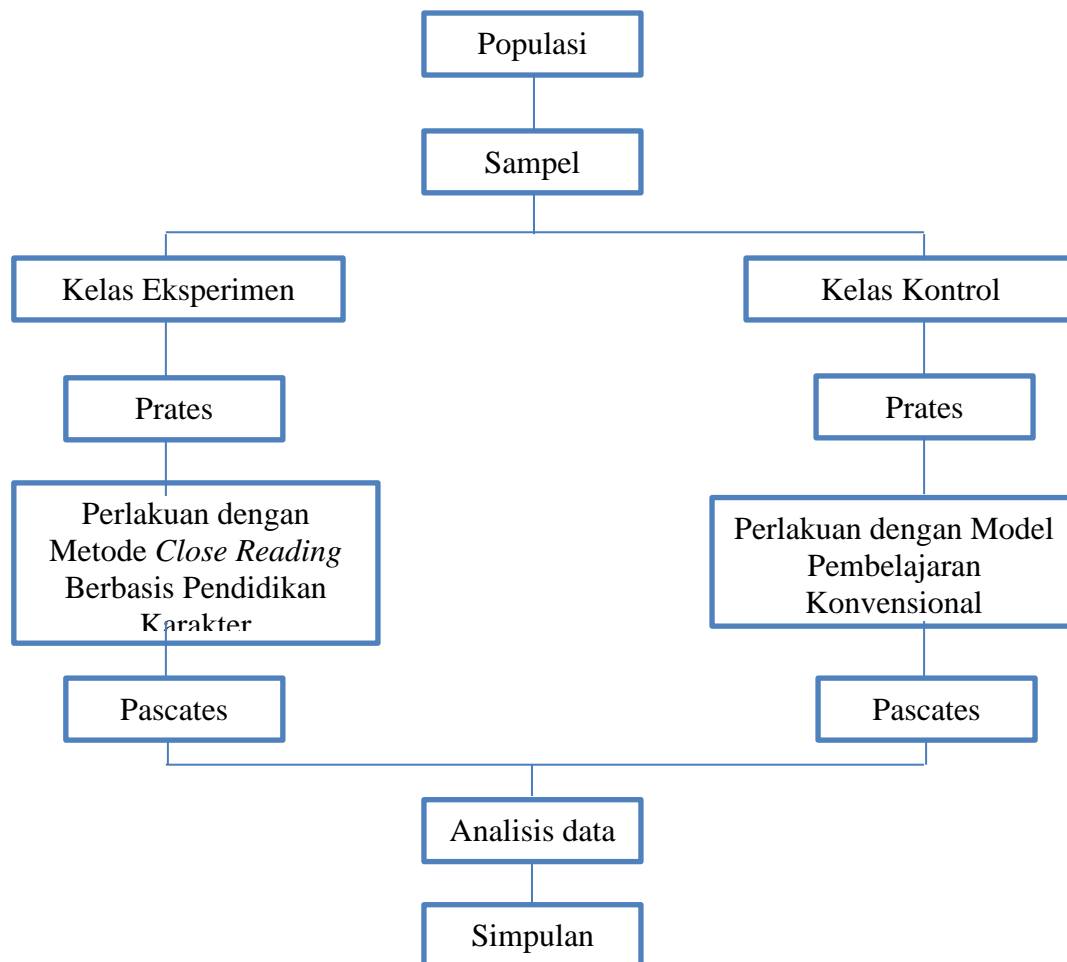 Populasi
Sampel
Kelas Eksperimen
Kelas Kontrol
Prates
Prates
Perlakuan dengan
Metode Close Reading
Berbasis Pendidikan
Karakter
Perlakuan dengan Model
Pembelajaran
Konvensional
Pascates
Pascates
Analisis data
Simpulan